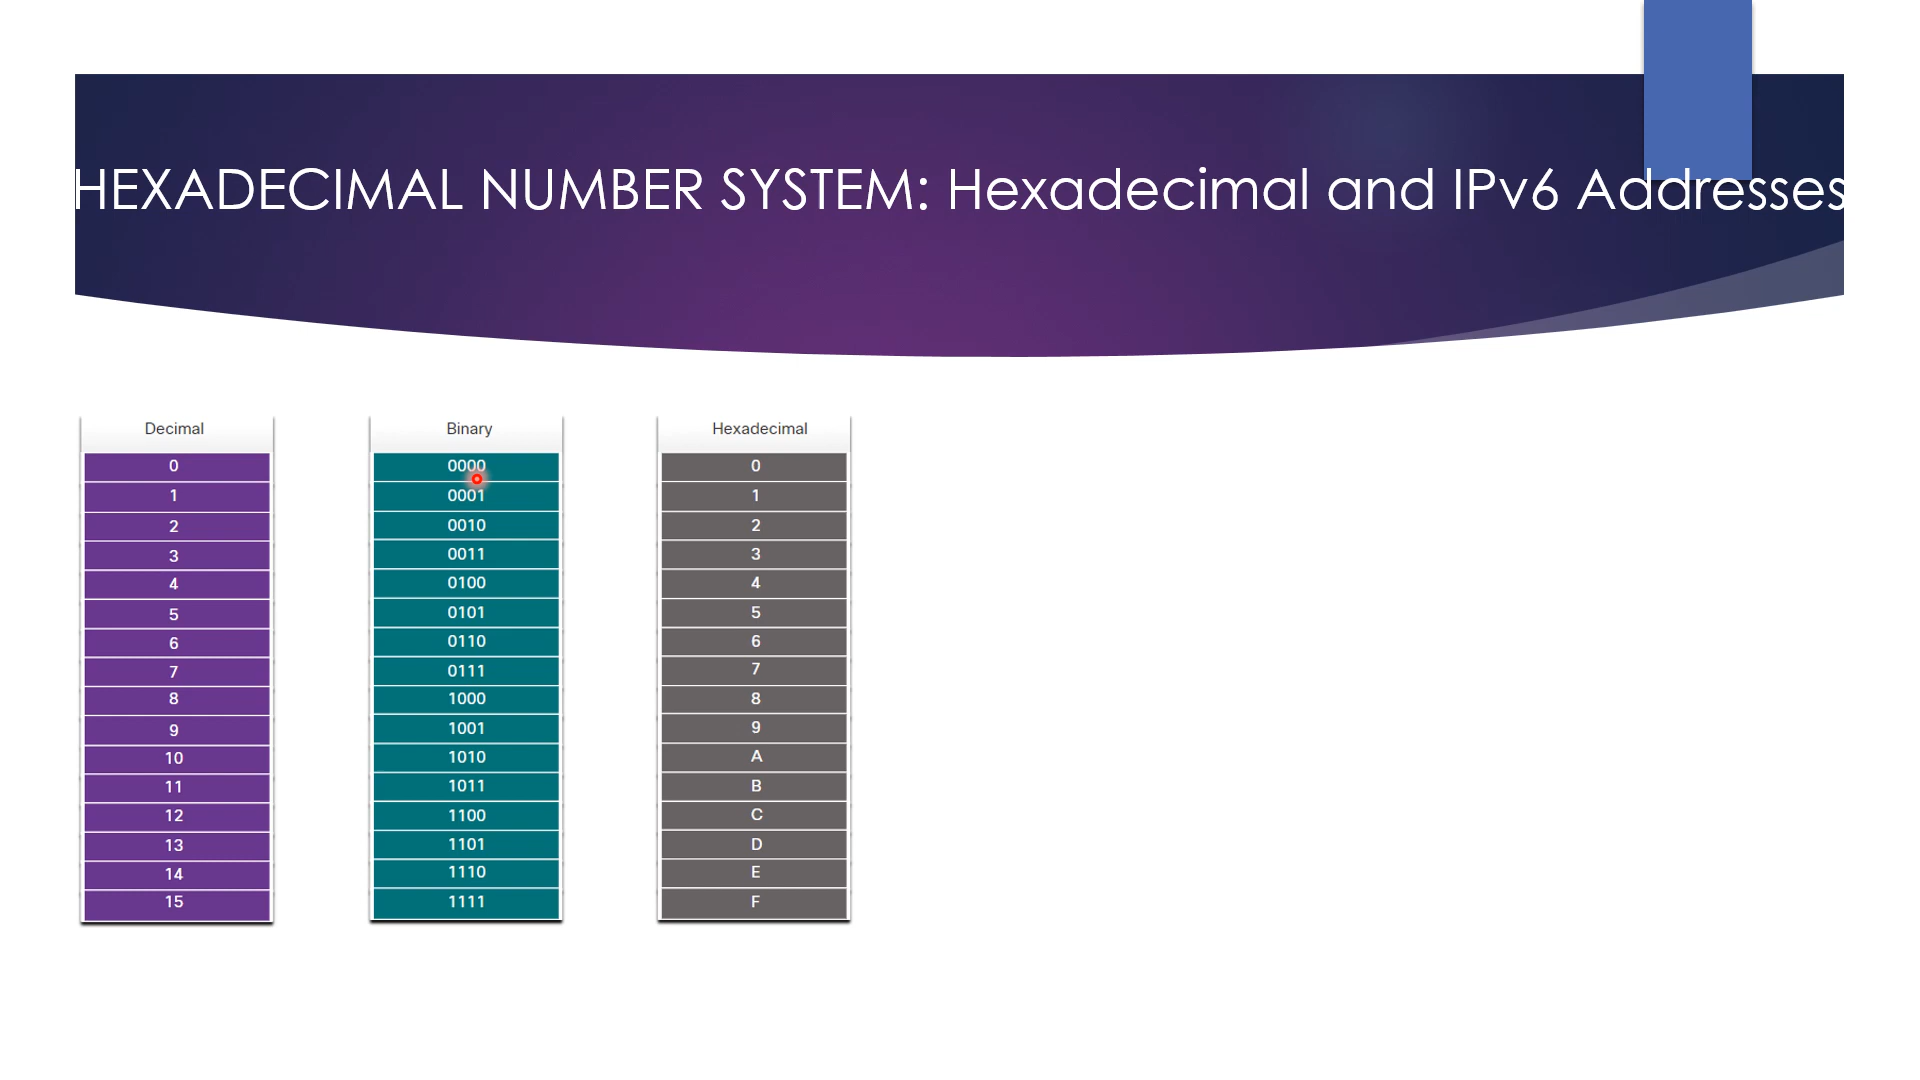 HEXADECIMAL NUMBER SYSTEM: Hexadecimal and IPv6 Addresses
Decimal Binary Hexadecimal
0 0000 0
1 0001 1
2 0010 2
3 0011 3
4 0100 4
5 0101 5
6 0110 6
7 0111 7
8 1000 8
9 1001 9
10 1010 A
11 1011 B
12 1100 C
13 1101 D
14 1110 E
15 1111 F